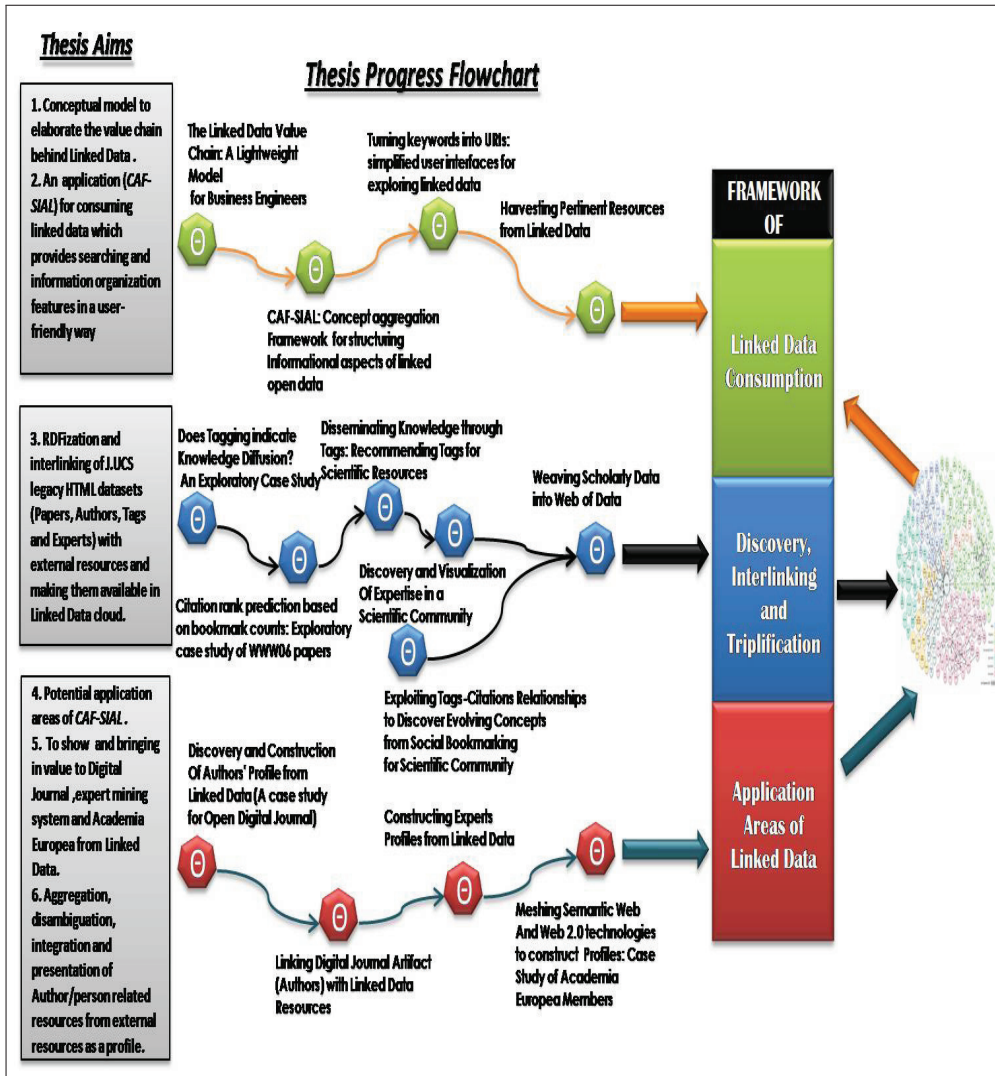 Thesis Aims
Thesis Progress Flowchart
1. Conceptual model to
elaborate the value chain
behind Linked Data .
2. An application (CAF-
SIAL) for consuming
linked data which
provides searching and
information organization
features in a user-
friendly way
The Linked Data Value
Chain: A Lightweight
Model
for Business Engineers
Turning keywords into URIs:
simplified user interfaces for
exploring linked data
Harvesting Pertinent Resources
from Linked Data
CAF-SIAL: Concept aggregation
Framework for structuring
Informational aspects of linked
open data
Θ
Θ
Θ
Θ
3. RDFization and
interlinking of J.UCS
legacy HTML datasets
(Papers, Authors, Tags
and Experts) with
external resources and
making them available in
Linked Data cloud.
Does Tagging indicate
Knowledge Diffusion?
An Exploratory Case Study
Disseminating Knowledge through
Tags: Recommending Tags for
Scientific Resources
Weaving Scholarly Data
into Web of Data
Citation rank prediction based
on bookmark counts: Exploratory
case study of WWW06 papers
Discovery and Visualization
Of Expertise in a
Scientific Community
Exploiting Tags-Citations Relationships
to Discover Evolving Concepts
from Social Bookmarking
for Scientific Community
Θ
Θ
Θ
Θ
Θ
Θ
4. Potential application
areas of CAF-SIAL .
5. To show and bringing
in value to Digital
Journal ,expert mining
system and Academia
Europea from Linked
Data.
6. Aggregation,
disambiguation,
integration and
presentation of
Author/person related
resources from external
resources as a profile.
Discovery and Construction
Of Authors' Profile from
Linked Data (A case study
for Open Digital Journal)
Constructing Experts
Profiles from Linked Data
Linking Digital Journal Artifact
(Authors) with Linked Data
Resources
Meshing Semantic Web
And Web 2.0 technologies
to construct Profiles: Case
Study of Academia
Europea Members
Θ
Θ
Θ
Θ
FRAMEWORK
OF
Linked Data
Consumption
Discovery,
Interlinking
and
Triplification
Application
Areas of
Linked Data